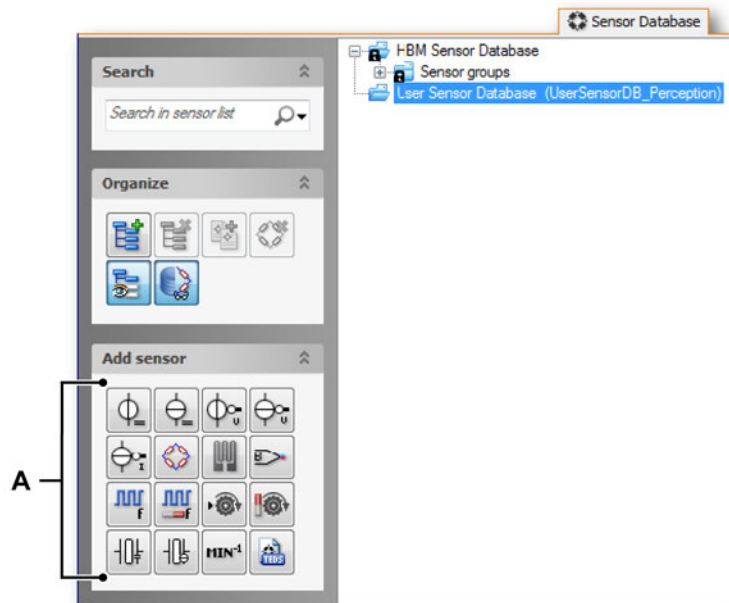 Sensor Database
HBM Sensor Database
Sensor groups
User Sensor Database (UserSensorDB_Perception)
Search
Search in sensor list
Organize
Add sensor
A
U
U
I
B
f
f
MIN-1
TEDS